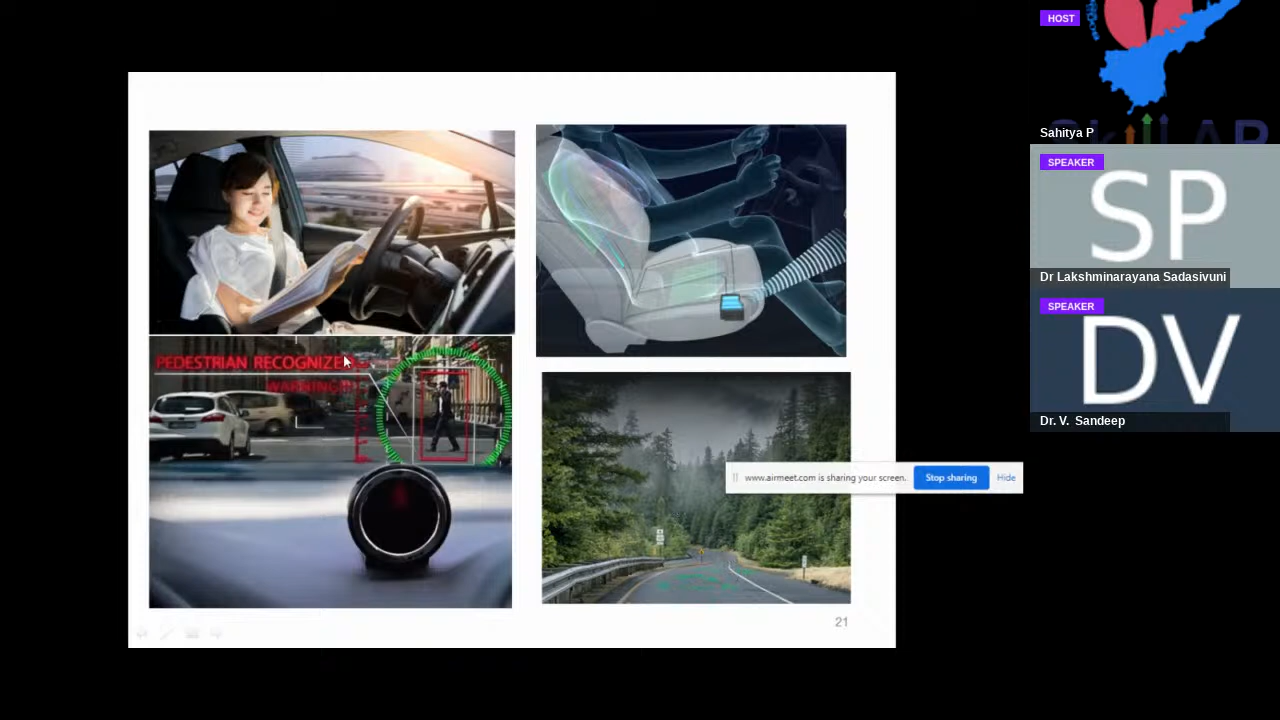 PEDESTRIAN RECOGNIZED
WARNING!!!
21
www.airmeet.com is sharing your screen.
Stop sharing
Hide
HOST
Sahitya P
SPEAKER
SP
Dr Lakshminarayana Sadasivuni
SPEAKER
DV
Dr. V. Sandeep